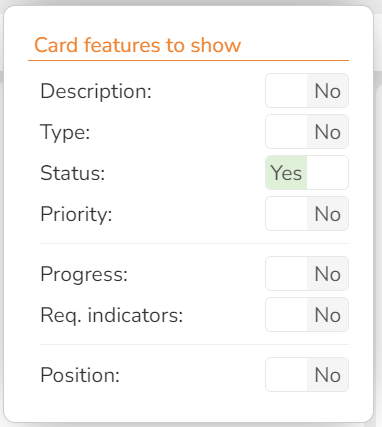 Card features to show
Description: No
Type: No
Status: Yes
Priority: No
Progress: No
Req. indicators: No
Position: No